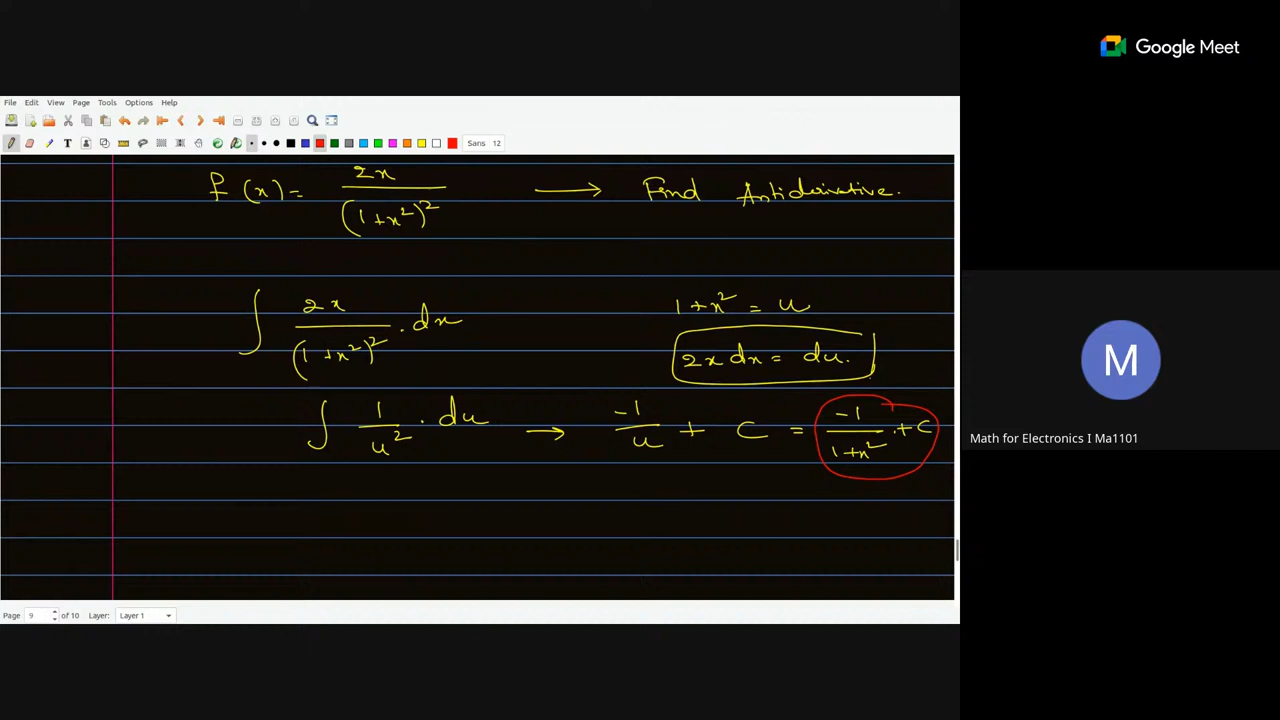 Google Meet
File Edit View Page Tools Options Help
Sans 12
f(x) = 2x / (1+x²)² → Find Antiderivative.
∫ 2x / (1+x²)² . dx
1+x² = u
2x dx = du.
∫ 1/u² . du → -1/u + C = -1/(1+x²) . + C
M
Math for Electronics I Ma1101
Page 9 of 10 Layer: Layer 1